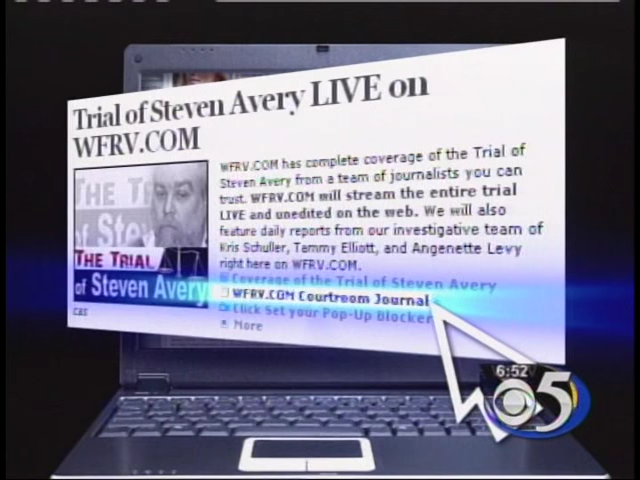 Trial of Steven Avery LIVE on
WFRV.COM
WFRV.COM has complete coverage of the Trial of
Steven Avery from a team of journalists you can
trust. WFRV.COM will stream the entire trial
LIVE and unedited on the web. We will also
feature daily reports from our investigative team of
Kris Schuller, Tammy Elliott, and Angenette Levy
right here on WFRV.COM.
Coverage of the Trial of Steven Avery
WFRV.COM Courtroom Journal
Click Set your Pop-Up Blocker
More
THE TR
of Stev
THE TRIAL
of Steven Avery
CBS
6:52
5